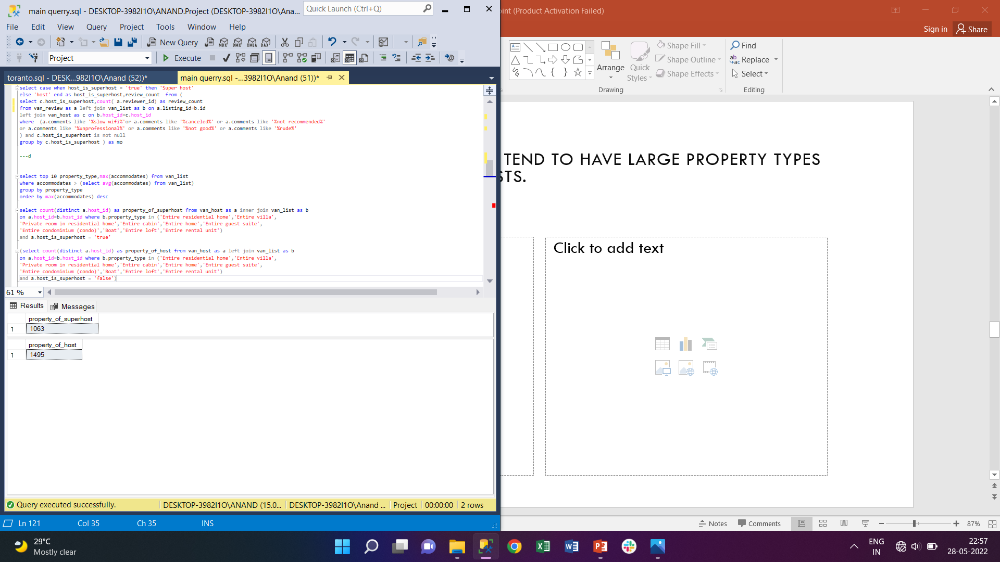 main querry.sql - DESKTOP-3982I1O\ANAND.Project (DESKTOP-3982I1O\Ana...
Quick Launch (Ctrl+Q)
File Edit View Query Project Tools Window Help
New Query
MDX DMX XMLA DAX
Project
Execute
toranto.sql - DESK...982I1O\Anand (52))*
main querry.sql -...3982I1O\Anand (51))*
select case when host_is_superhost = 'true' then 'Super host'
else 'host' end as host_is_superhost,review_count  from (
select c.host_is_superhost,count( a.reviewer_id) as review_count
from van_review as a left join van_list as b on a.listing_id=b.id
left join van_host as c on b.host_id=c.host_id
where  (a.comments like '%slow wifi%'or a.comments like '%canceled%' or a.comments like '%not recommended%'
or a.comments like '%unprofessional%' or a.comments like '%not good%' or a.comments like '%rude%'
) and c.host_is_superhost is not null
group by c.host_is_superhost ) as mo
---d
select top 10 property_type,max(accommodates) from van_list
where accommodates > (select avg(accommodates) from van_list)
group by property_type
order by max(accommodates) desc
select count(distinct a.host_id) as property_of_superhost from van_host as a inner join van_list as b
on a.host_id=b.host_id where b.property_type in ('Entire residential home','Entire villa',
'Private room in residential home','Entire cabin','Entire home','Entire guest suite',
'Entire condominium (condo)','Boat','Entire loft','Entire rental unit')
and a.host_is_superhost = 'true'
(select count(distinct a.host_id) as property_of_host from van_host as a left join van_list as b
on a.host_id=b.host_id where b.property_type in ('Entire residential home','Entire villa',
'Private room in residential home','Entire cabin','Entire home','Entire guest suite',
'Entire condominium (condo)','Boat','Entire loft','Entire rental unit')
and a.host_is_superhost = 'false')
61 %
Results Messages
property_of_superhost
1 1063
property_of_host
1 1495
Query executed successfully.
DESKTOP-3982I1O\ANAND (15.0... DESKTOP-3982I1O\Anand ... Project 00:00:00 2 rows
Ln 121 Col 35 Ch 35 INS
oint (Product Activation Failed)
Sign in Share
Arrange
Quick Styles
Shape Fill
Shape Outline
Shape Effects
Drawing
Find
Replace
Select
Editing
TEND TO HAVE LARGE PROPERTY TYPES
STS.
Click to add text
Notes Comments 87%
29°C
Mostly clear
ENG
IN
22:57
28-05-2022